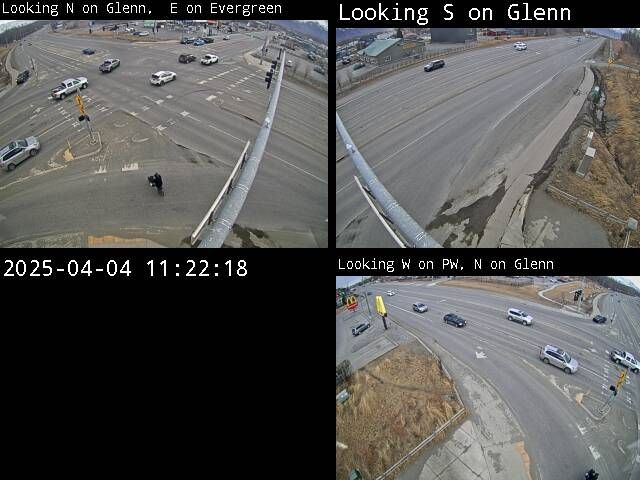 Looking N on Glenn,  E on Evergreen
Looking S on Glenn
2025-04-04 11:22:18
Looking W on PW, N on Glenn